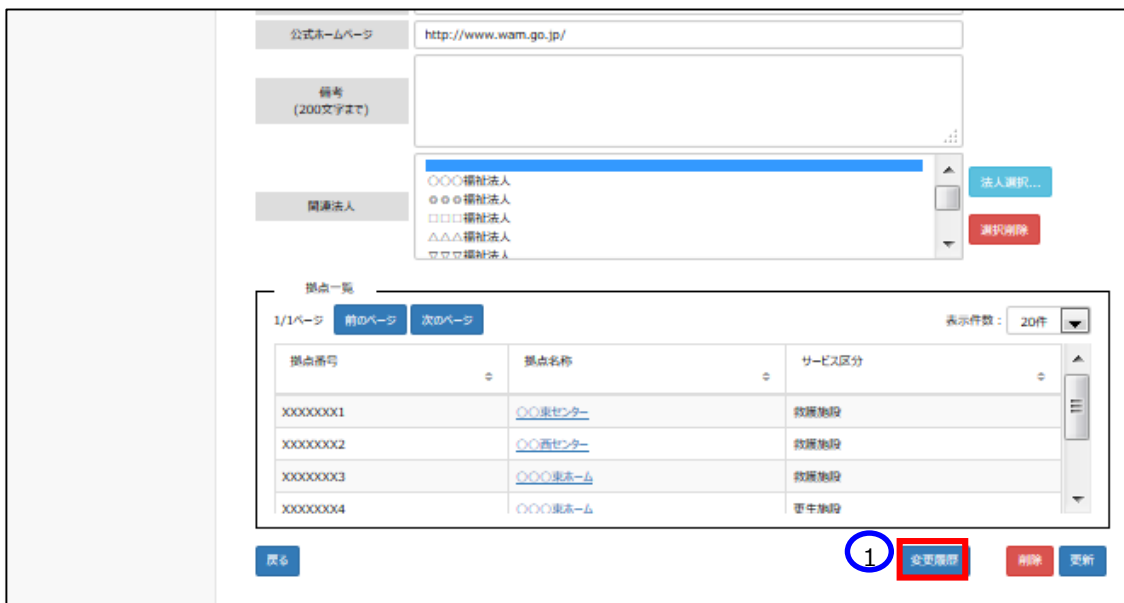 公式ホームページ http://www.wam.go.jp/
備考
(200文字まで)
関連法人
○○○福祉法人
◎◎◎福祉法人
□□□福祉法人
△△△福祉法人
▽▽▽福祉法人
法人選択...
選択削除
拠点一覧
1/1ページ 前のページ 次のページ 表示件数： 20件
拠点番号 拠点名称 サービス区分
XXXXXXX1 ○○東センター 救護施設
XXXXXXX2 ○○西センター 救護施設
XXXXXXX3 ○○○東ホーム 救護施設
XXXXXXX4 ○○○東ホーム 更生施設
戻る 1 変更履歴 削除 更新